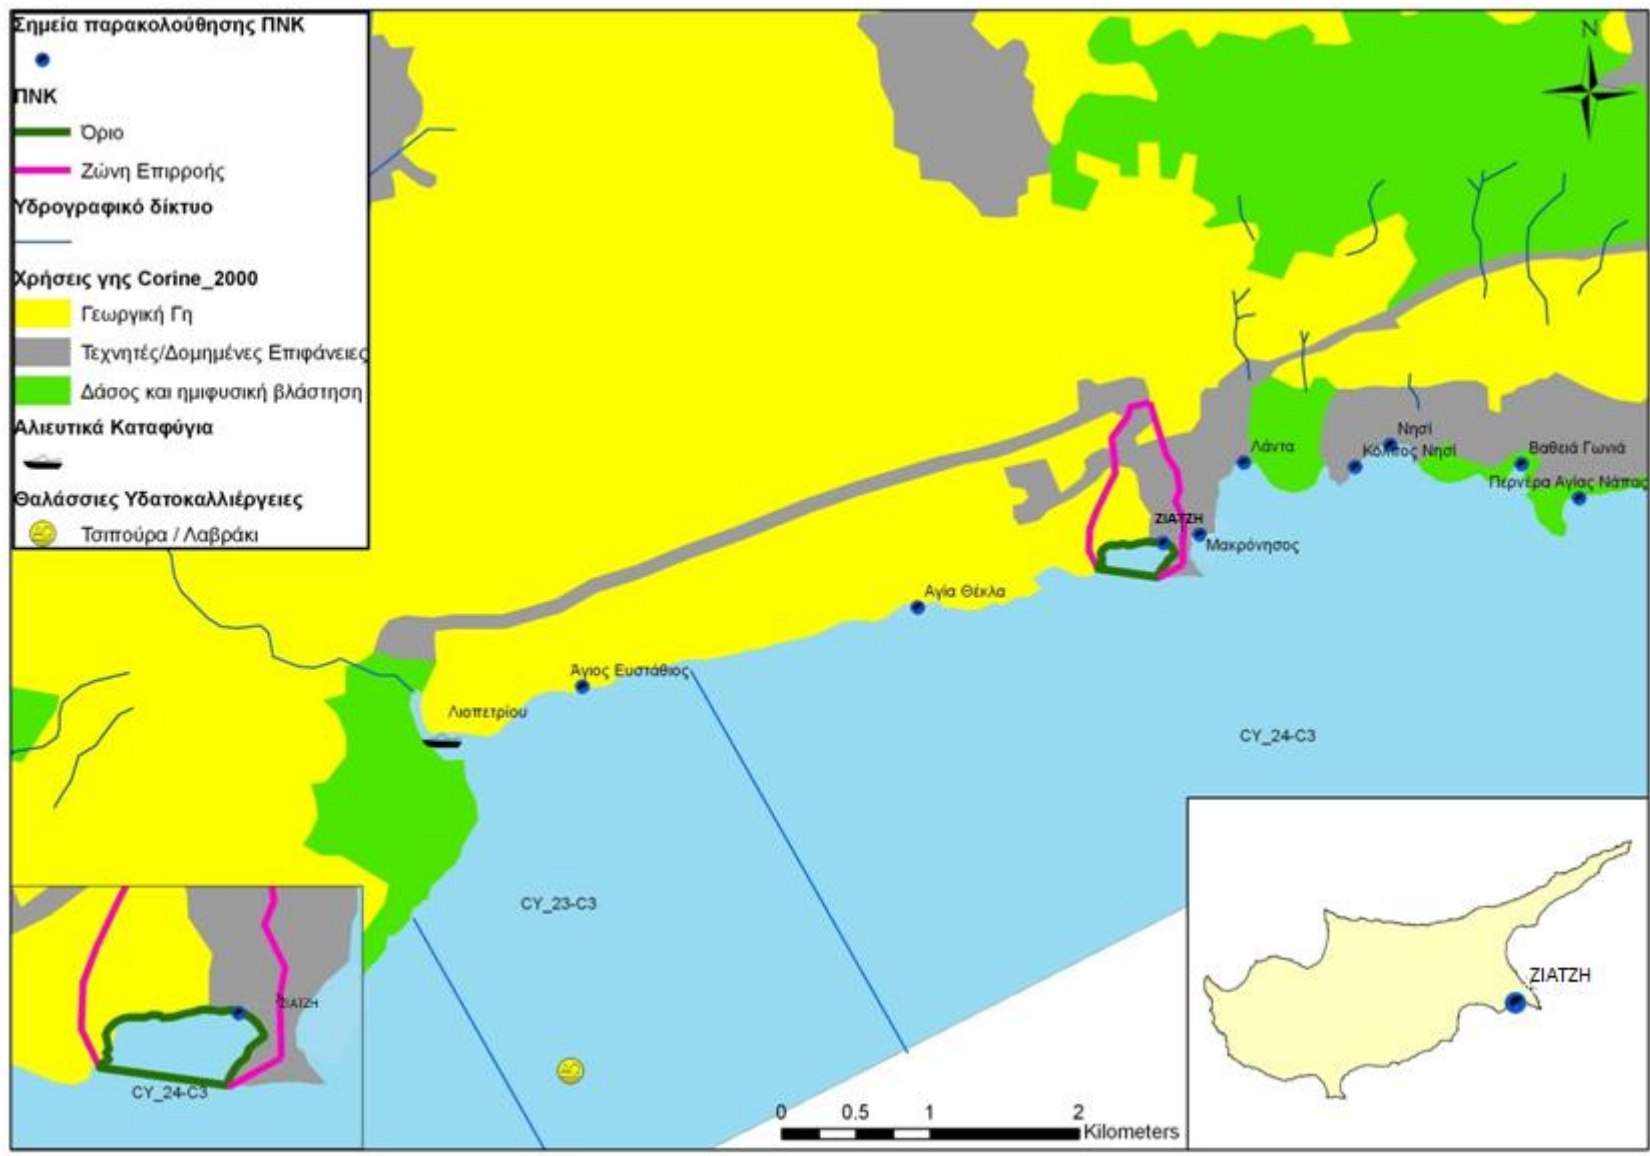 Σημεία παρακολούθησης ΠΝΚ
ΠΝΚ
Όριο
Ζώνη Επιρροής
Υδρογραφικό δίκτυο
Χρήσεις γης Corine_2000
Γεωργική Γη
Τεχνητές/Δομημένες Επιφάνειες
Δάσος και ημιφυσική βλάστηση
Αλιευτικά Καταφύγια
Θαλάσσιες Υδατοκαλλιέργειες
Τσιπούρα / Λαβράκι
N
Νησί
Λάντα
Κόλπος Νησί
Βαθειά Γωνιά
Περνέρα Αγίας Νάπας
ΖΙΑΤΖΗ
Μακρόνησος
Αγία Θέκλα
Άγιος Ευστάθιος
Λιοπετρίου
CY_24-C3
CY_23-C3
ΖΙΑΤΖΗ
CY_24-C3
ΖΙΑΤΖΗ
0 0.5 1 2
Kilometers